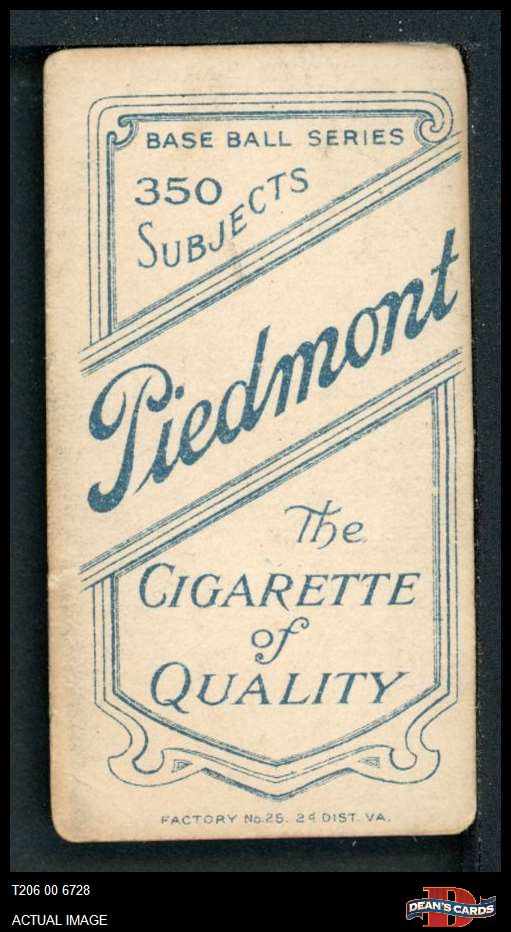 BASE BALL SERIES
350
SUBJECTS
Piedmont
The
CIGARETTE
of
QUALITY
FACTORY No. 25. 2d DIST. VA.
T206 00 6728
ACTUAL IMAGE
DEAN'S CARDS